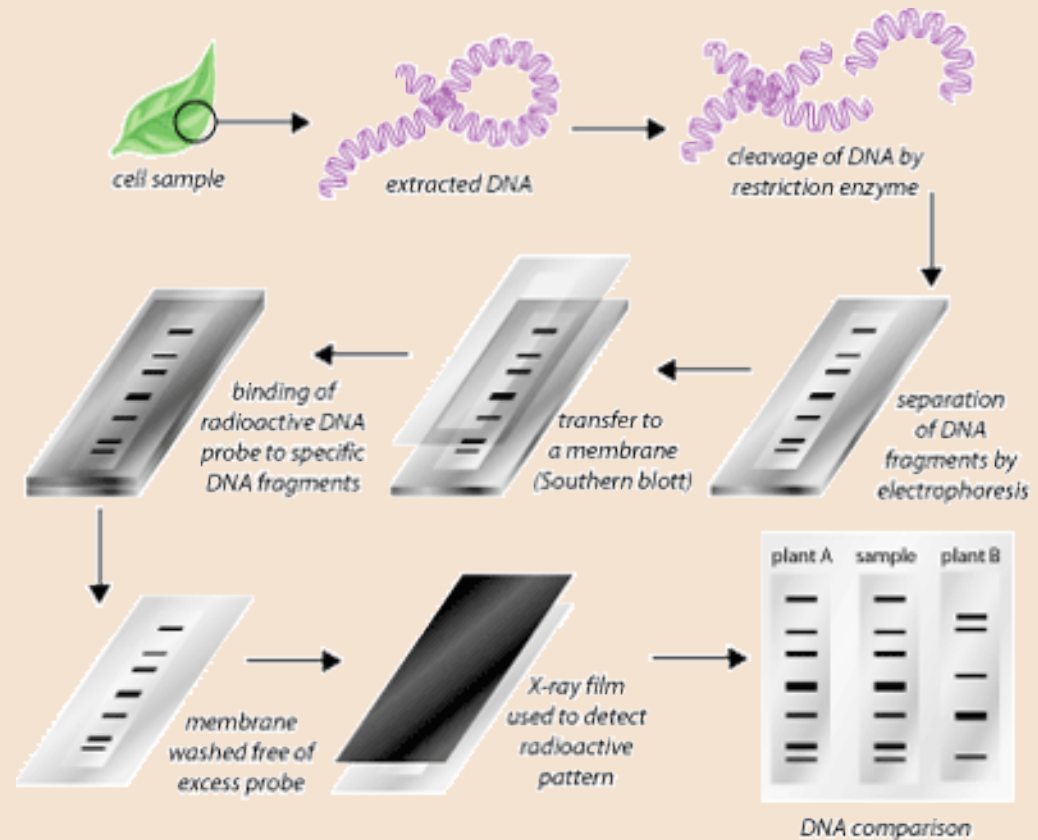 cell sample
extracted DNA
cleavage of DNA by
restriction enzyme
separation
of DNA
fragments by
electrophoresis
transfer to
a membrane
(Southern blott)
binding of
radioactive DNA
probe to specific
DNA fragments
membrane
washed free of
excess probe
X-ray film
used to detect
radioactive
pattern
plant A
sample
plant B
DNA comparison